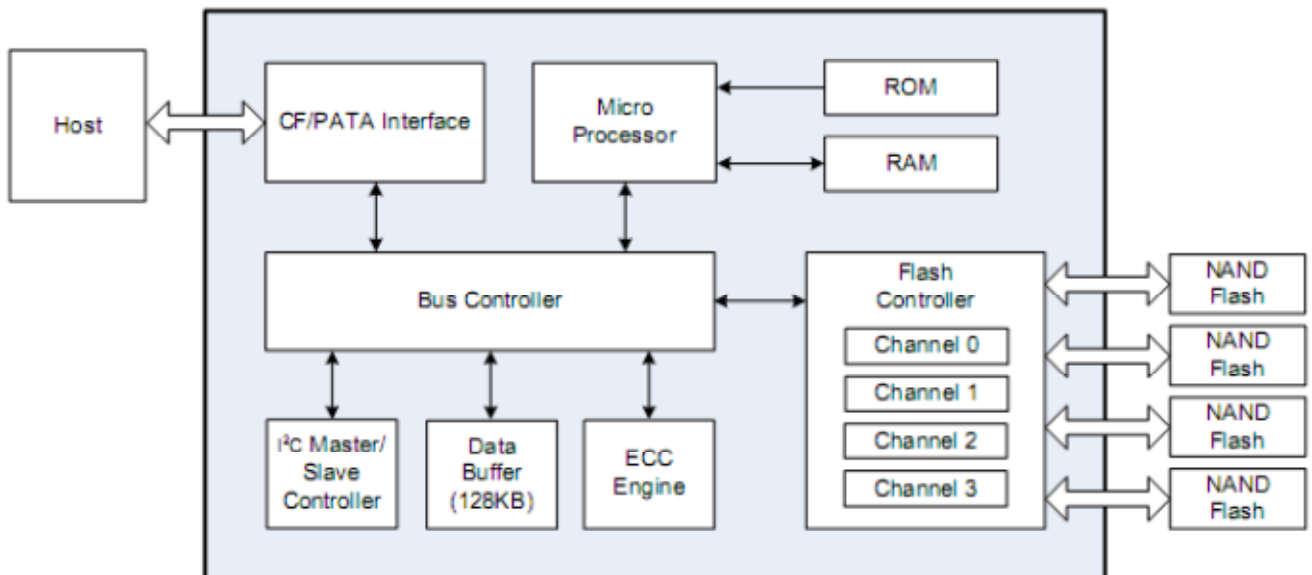 Host
CF/PATA Interface
Micro
Processor
ROM
RAM
Bus Controller
Flash
Controller
Channel 0
Channel 1
Channel 2
Channel 3
NAND
Flash
NAND
Flash
NAND
Flash
NAND
Flash
I²C Master/
Slave
Controller
Data
Buffer
(128KB)
ECC
Engine